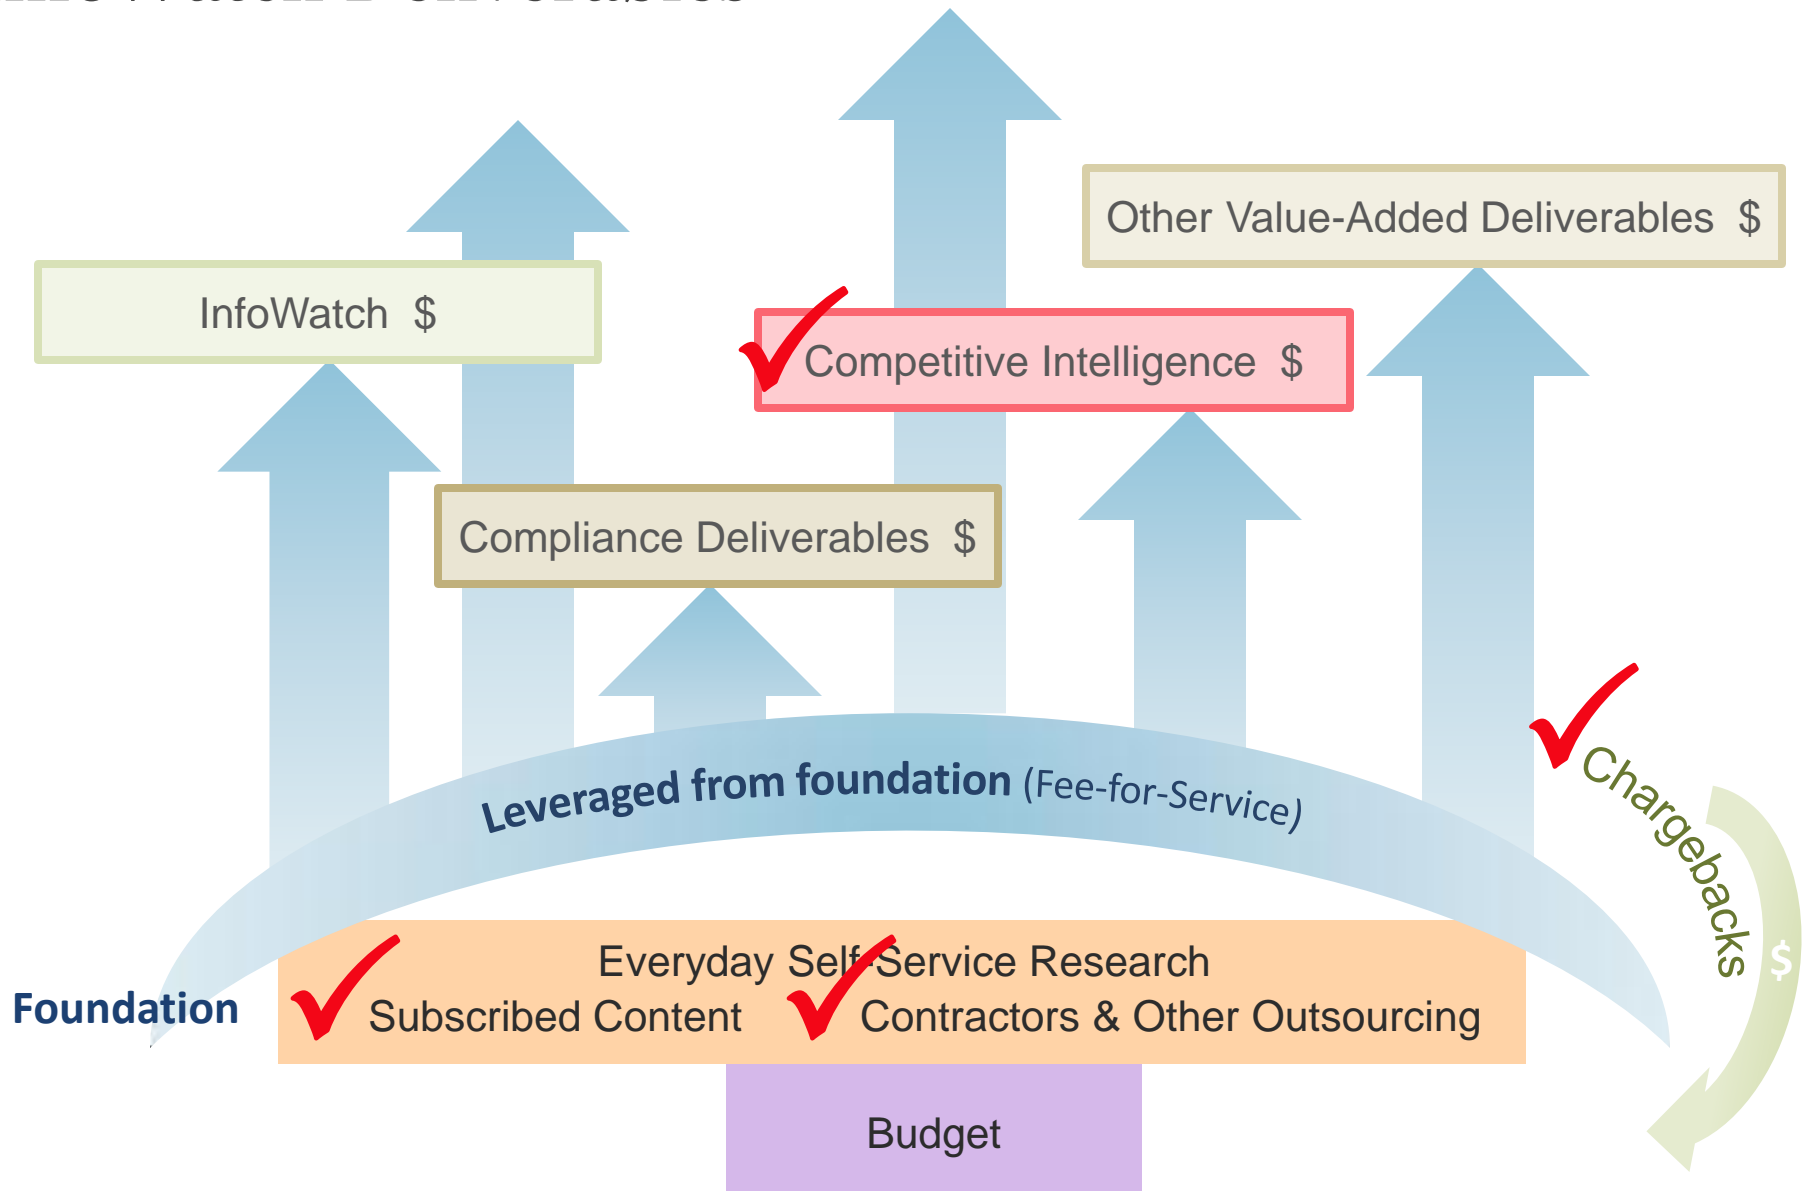 Other Value-Added Deliverables $
InfoWatch $
Competitive Intelligence $
Compliance Deliverables $
Leveraged from foundation (Fee-for-Service)
Chargebacks
$
Everyday Self-Service Research
Foundation
Subscribed Content Contractors & Other Outsourcing
Budget